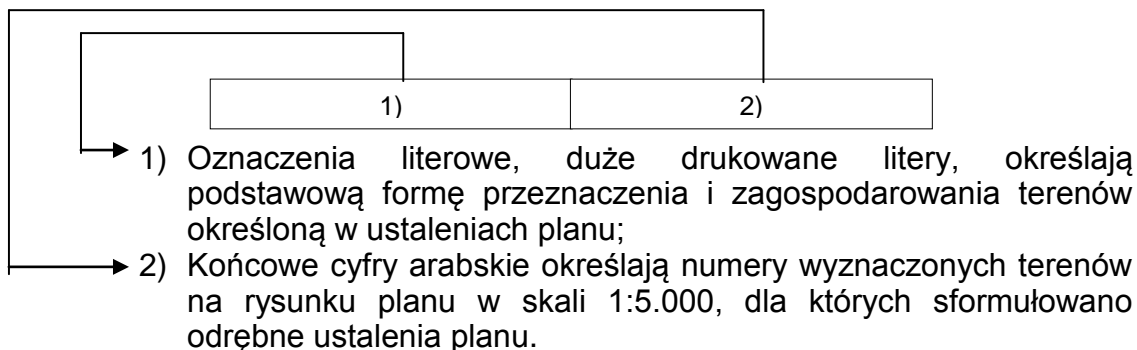 1) 2)
1) Oznaczenia literowe, duże drukowane litery, określają
podstawową formę przeznaczenia i zagospodarowania terenów
określoną w ustaleniach planu;
2) Końcowe cyfry arabskie określają numery wyznaczonych terenów
na rysunku planu w skali 1:5.000, dla których sformułowano
odrębne ustalenia planu.